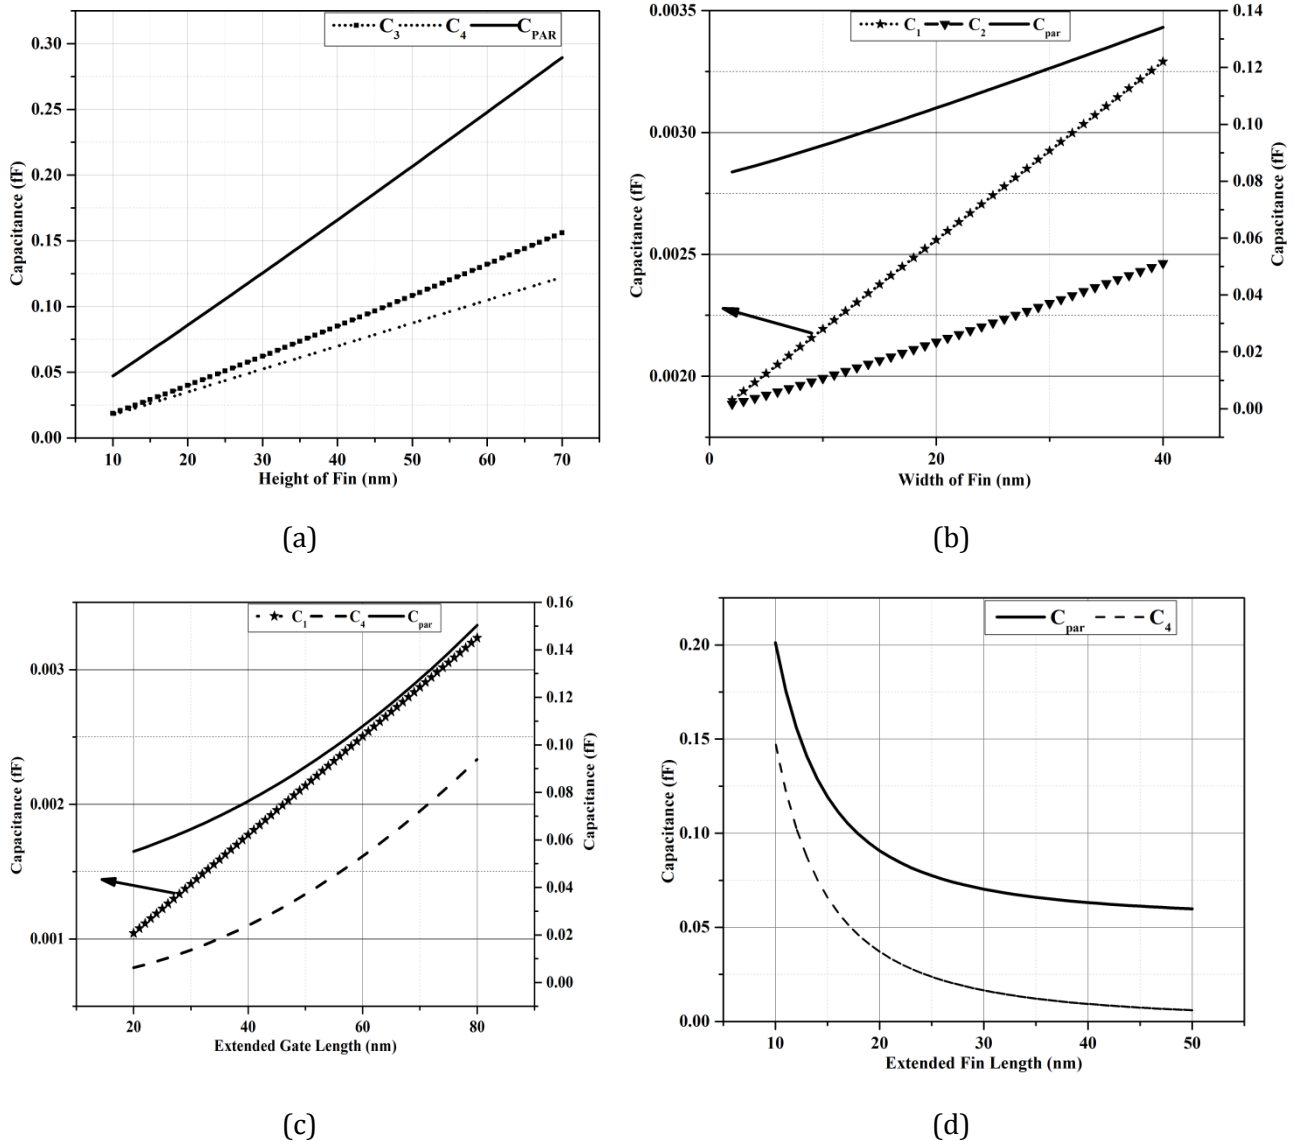 C3 C4 CPAR
0.30
0.25
0.20
0.15
0.10
0.05
0.00
Capacitance (fF)
10 20 30 40 50 60 70
Height of Fin (nm)
(a)
C1 C2 Cpar
0.0035
0.0030
0.0025
0.0020
Capacitance (fF)
0.14
0.12
0.10
0.08
0.06
0.04
0.02
0.00
Capacitance (fF)
0 20 40
Width of Fin (nm)
(b)
C1 C4 Cpar
0.003
0.002
0.001
Capacitance (fF)
0.16
0.14
0.12
0.10
0.08
0.06
0.04
0.02
0.00
Capacitance (fF)
20 40 60 80
Extended Gate Length (nm)
(c)
Cpar C4
0.20
0.15
0.10
0.05
0.00
Capacitance (fF)
10 20 30 40 50
Extended Fin Length (nm)
(d)